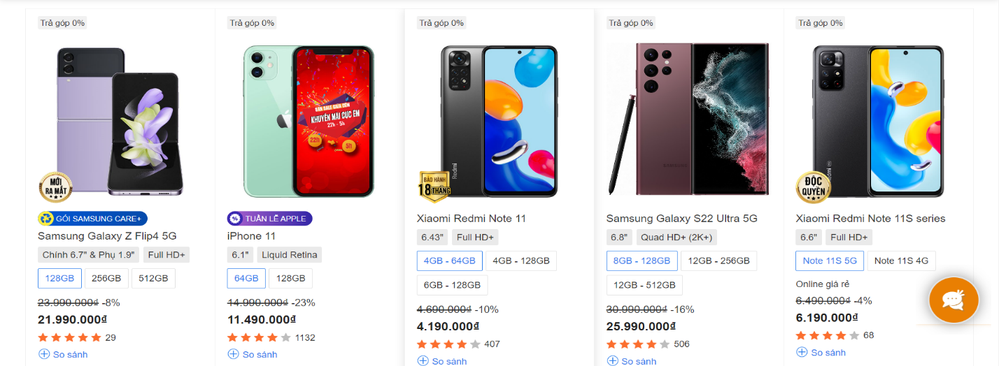 Trả góp 0%
MỚI
RA MẮT
GÓI SAMSUNG CARE+
Samsung Galaxy Z Flip4 5G
Chính 6.7" & Phụ 1.9" Full HD+
128GB 256GB 512GB
23.990.000₫ -8%
21.990.000₫
29
So sánh
Trả góp 0%
BÁN SALE GIỮA ĐÊM
KHUYẾN MẠI CỰC ÊM
22h - 5h
22h 5h
TUẦN LỄ APPLE
iPhone 11
6.1" Liquid Retina
64GB 128GB
14.990.000₫ -23%
11.490.000₫
1132
So sánh
Trả góp 0%
Redmi
BẢO HÀNH
18 THÁNG
Xiaomi Redmi Note 11
6.43" Full HD+
4GB - 64GB 4GB - 128GB
6GB - 128GB
4.690.000₫ -10%
4.190.000₫
407
So sánh
Trả góp 0%
SAMSUNG
Samsung Galaxy S22 Ultra 5G
6.8" Quad HD+ (2K+)
8GB - 128GB 12GB - 256GB
12GB - 512GB
30.990.000₫ -16%
25.990.000₫
506
So sánh
Trả góp 0%
Redmi
ĐỘC
QUYỀN
Xiaomi Redmi Note 11S series
6.6" Full HD+
Note 11S 5G Note 11S 4G
Online giá rẻ
6.490.000₫ -4%
6.190.000₫
68
So sánh